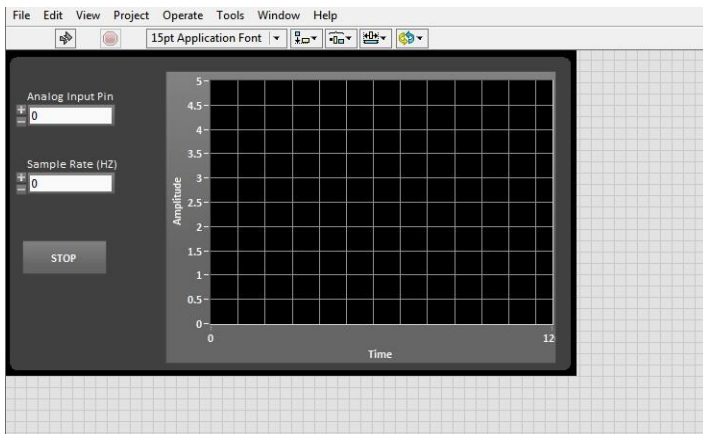 File Edit View Project Operate Tools Window Help
15pt Application Font
Analog Input Pin
0
Sample Rate (HZ)
0
STOP
Amplitude
5
4.5
4
3.5
3
2.5
2
1.5
1
0.5
0
0 12
Time